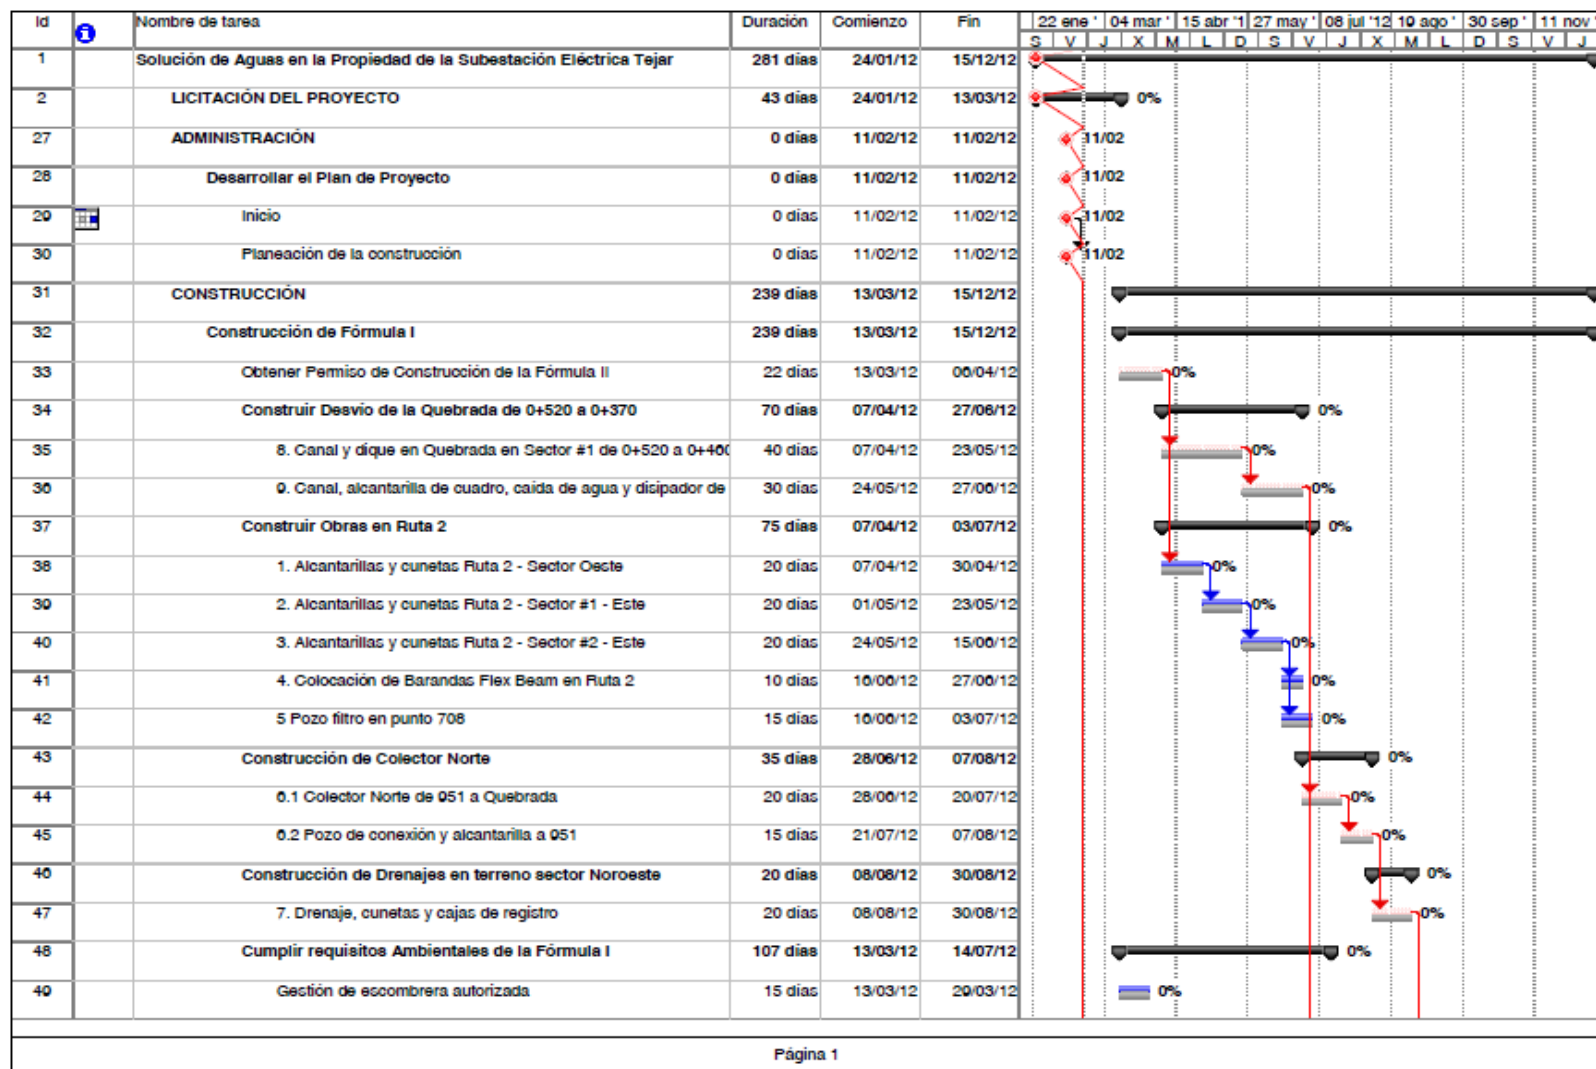 Id Nombre de tarea Duración Comienzo Fin 22 ene ' 04 mar ' 15 abr '1 27 may ' 08 jul '12 19 ago ' 30 sep ' 11 nov '
S V J X M L D S V J X M L D S V J
1 Solución de Aguas en la Propiedad de la Subestación Eléctrica Tejar 281 días 24/01/12 15/12/12
2 LICITACIÓN DEL PROYECTO 43 días 24/01/12 13/03/12 0%
27 ADMINISTRACIÓN 0 días 11/02/12 11/02/12 11/02
28 Desarrollar el Plan de Proyecto 0 días 11/02/12 11/02/12 11/02
29 Inicio 0 días 11/02/12 11/02/12 11/02
30 Planeación de la construcción 0 días 11/02/12 11/02/12 11/02
31 CONSTRUCCIÓN 239 días 13/03/12 15/12/12
32 Construcción de Fórmula I 239 días 13/03/12 15/12/12
33 Obtener Permiso de Construcción de la Fórmula II 22 días 13/03/12 06/04/12 0%
34 Construir Desvio de la Quebrada de 0+520 a 0+370 70 días 07/04/12 27/06/12 0%
35 8. Canal y dique en Quebrada en Sector #1 de 0+520 a 0+460 40 días 07/04/12 23/05/12 0%
36 9. Canal, alcantarilla de cuadro, caida de agua y disipador de 30 días 24/05/12 27/06/12 0%
37 Construir Obras en Ruta 2 75 días 07/04/12 03/07/12 0%
38 1. Alcantarillas y cunetas Ruta 2 - Sector Oeste 20 días 07/04/12 30/04/12 0%
39 2. Alcantarillas y cunetas Ruta 2 - Sector #1 - Este 20 días 01/05/12 23/05/12 0%
40 3. Alcantarillas y cunetas Ruta 2 - Sector #2 - Este 20 días 24/05/12 15/06/12 0%
41 4. Colocación de Barandas Flex Beam en Ruta 2 10 días 16/06/12 27/06/12 0%
42 5 Pozo filtro en punto 708 15 días 16/06/12 03/07/12 0%
43 Construcción de Colector Norte 35 días 28/06/12 07/08/12 0%
44 6.1 Colector Norte de 951 a Quebrada 20 días 28/06/12 20/07/12 0%
45 6.2 Pozo de conexión y alcantarilla a 951 15 días 21/07/12 07/08/12 0%
46 Construcción de Drenajes en terreno sector Noroeste 20 días 08/08/12 30/08/12 0%
47 7. Drenaje, cunetas y cajas de registro 20 días 08/08/12 30/08/12 0%
48 Cumplir requisitos Ambientales de la Fórmula I 107 días 13/03/12 14/07/12 0%
49 Gestión de escombrera autorizada 15 días 13/03/12 29/03/12 0%
Página 1